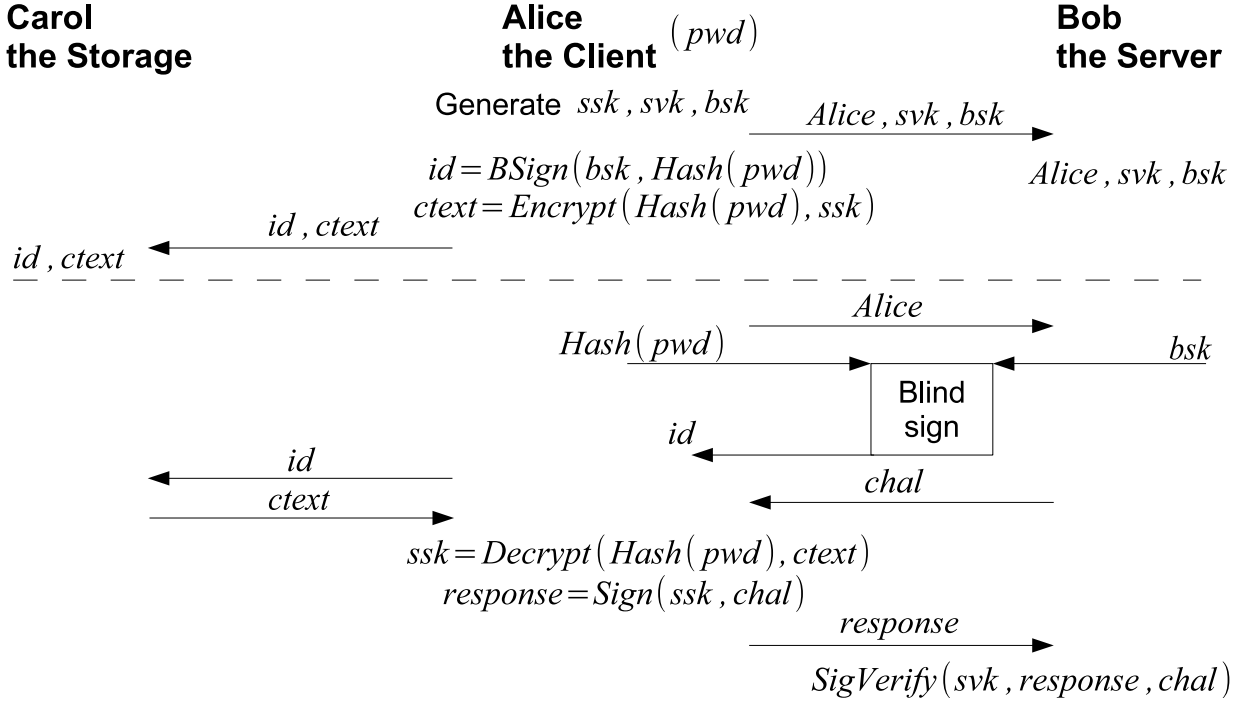 Carol
the Storage
Alice
the Client (pwd)
Bob
the Server
Generate ssk, svk, bsk
Alice, svk, bsk
id=BSign(bsk, Hash(pwd))
Alice, svk, bsk
ctext=Encrypt(Hash(pwd), ssk)
id, ctext
id, ctext
Alice
Hash(pwd)
bsk
Blind
sign
id
id
chal
ctext
ssk=Decrypt(Hash(pwd), ctext)
response=Sign(ssk, chal)
response
SigVerify(svk, response, chal)